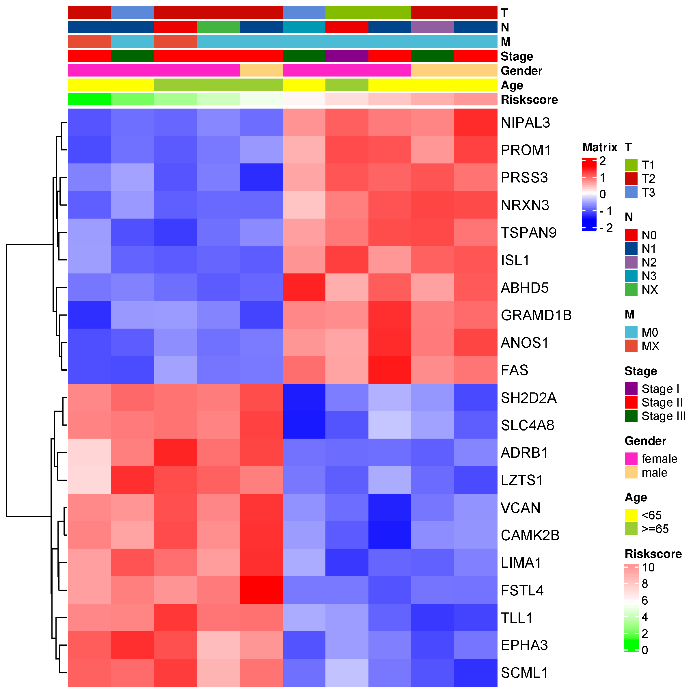 T
N
M
Stage
Gender
Age
Riskscore
NIPAL3
PROM1
PRSS3
NRXN3
TSPAN9
ISL1
ABHD5
GRAMD1B
ANOS1
FAS
SH2D2A
SLC4A8
ADRB1
LZTS1
VCAN
CAMK2B
LIMA1
FSTL4
TLL1
EPHA3
SCML1
Matrix
2
1
0
-1
-2
T
T1
T2
T3
N
N0
N1
N2
N3
NX
M
M0
MX
Stage
Stage I
Stage II
Stage III
Gender
female
male
Age
<65
>=65
Riskscore
10
8
6
4
2
0